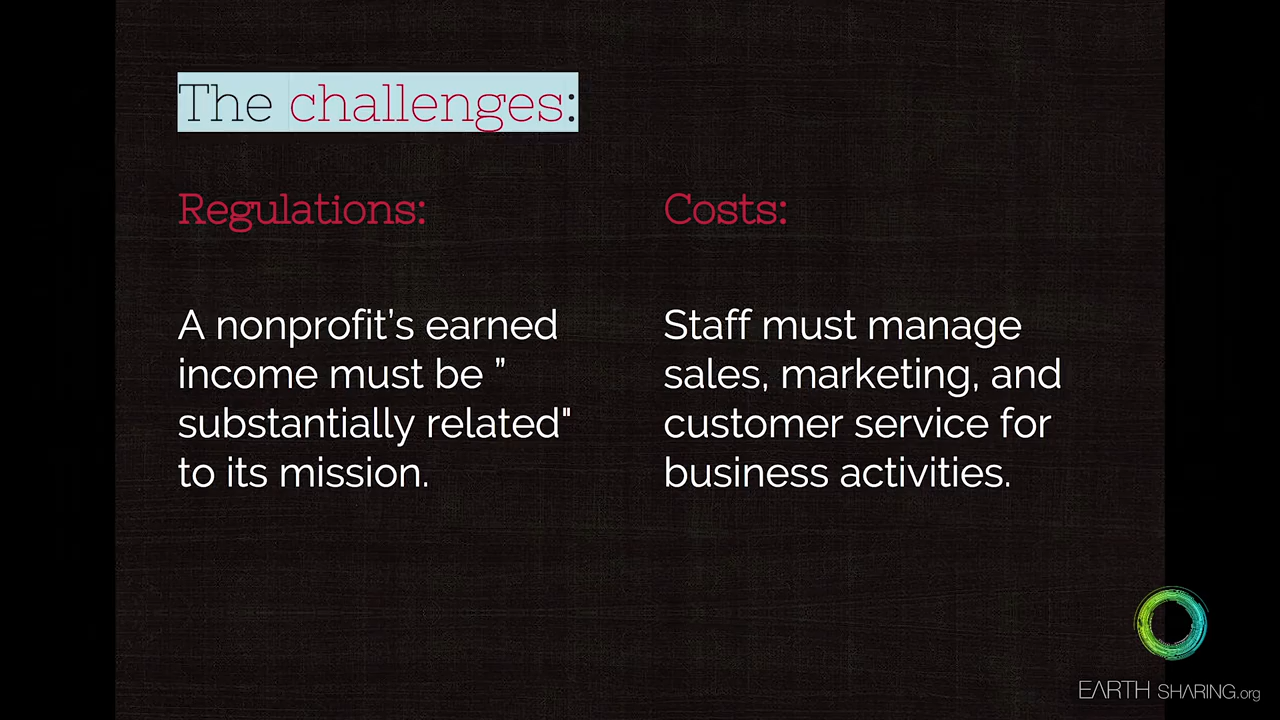 The challenges:
Regulations:
A nonprofit’s earned
income must be ”
substantially related"
to its mission.
Costs:
Staff must manage
sales, marketing, and
customer service for
business activities.
EARTH SHARING.org